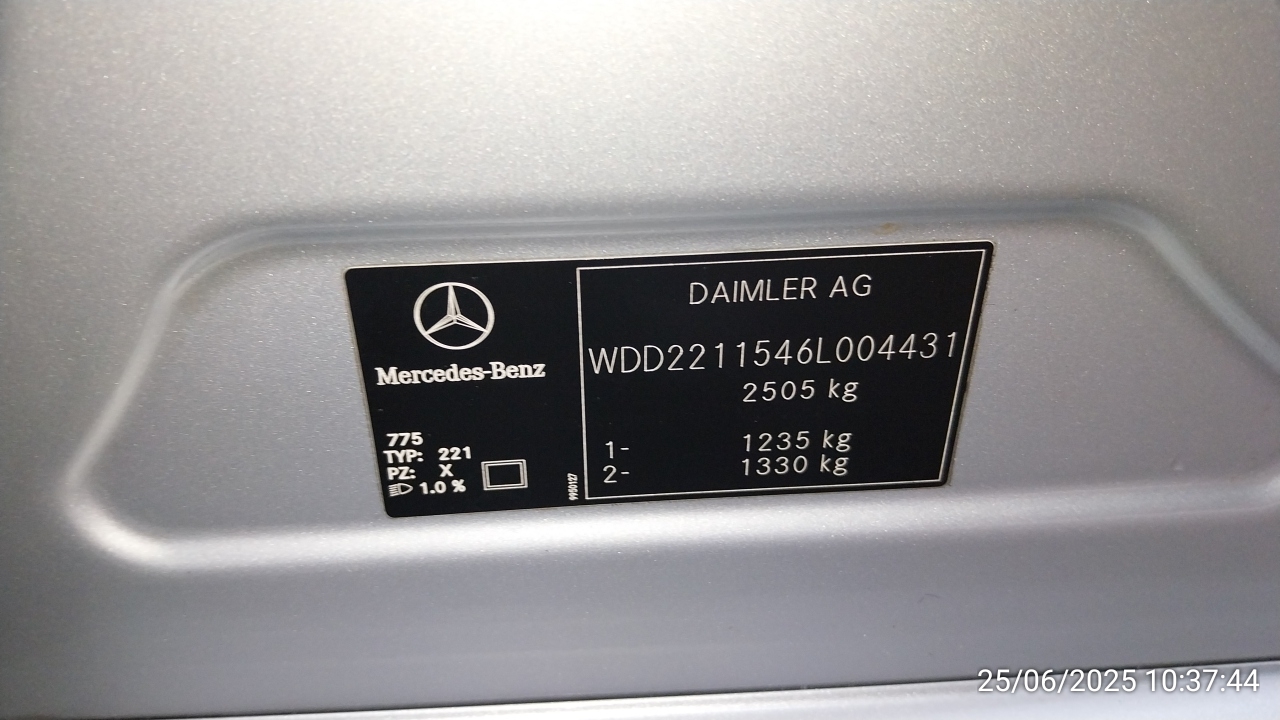 Mercedes-Benz
775
TYP: 221
PZ: X
1.0 %
9950127
DAIMLER AG
WDD2211546L004431
2505 kg
1- 1235 kg
2- 1330 kg
25/06/2025 10:37:44